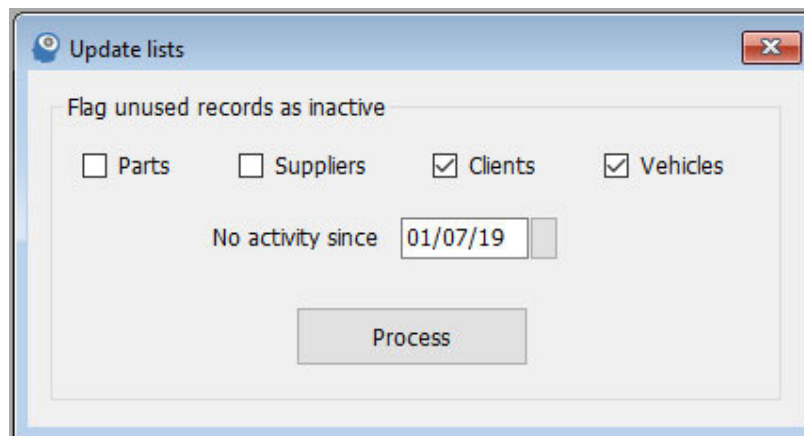 Update lists
Flag unused records as inactive
Parts Suppliers Clients Vehicles
No activity since 01/07/19
Process